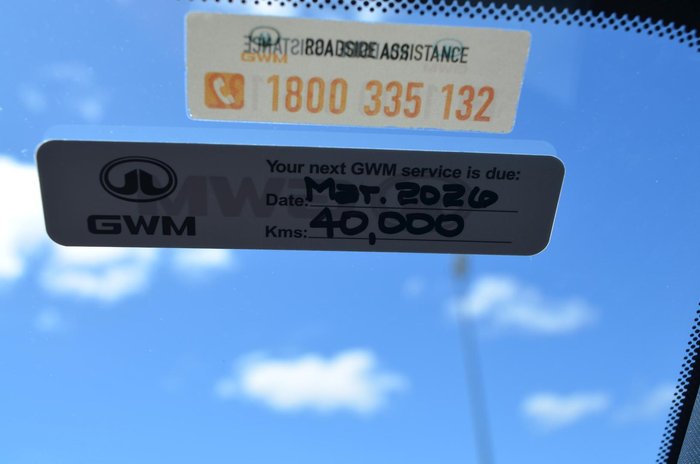 ROADSIDE ASSISTANCE
GWM
1800 335 132
Your next GWM service is due:
Date: Mar. 2026
GWM
Kms: 40,000